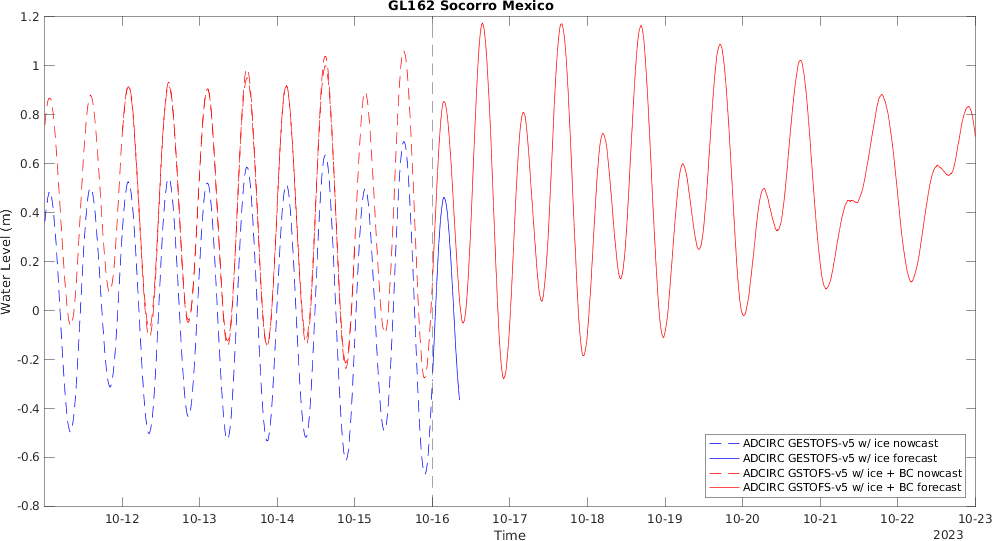 GL162 Socorro Mexico
1.2
1
0.8
0.6
0.4
0.2
0
-0.2
-0.4
-0.6
-0.8
Water Level (m)
ADCIRC GESTOFS-v5 w/ ice nowcast
ADCIRC GESTOFS-v5 w/ ice forecast
ADCIRC GSTOFS-v5 w/ ice + BC nowcast
ADCIRC GSTOFS-v5 w/ ice + BC forecast
10-12 10-13 10-14 10-15 10-16 10-17 10-18 10-19 10-20 10-21 10-22 10-23
Time
2023